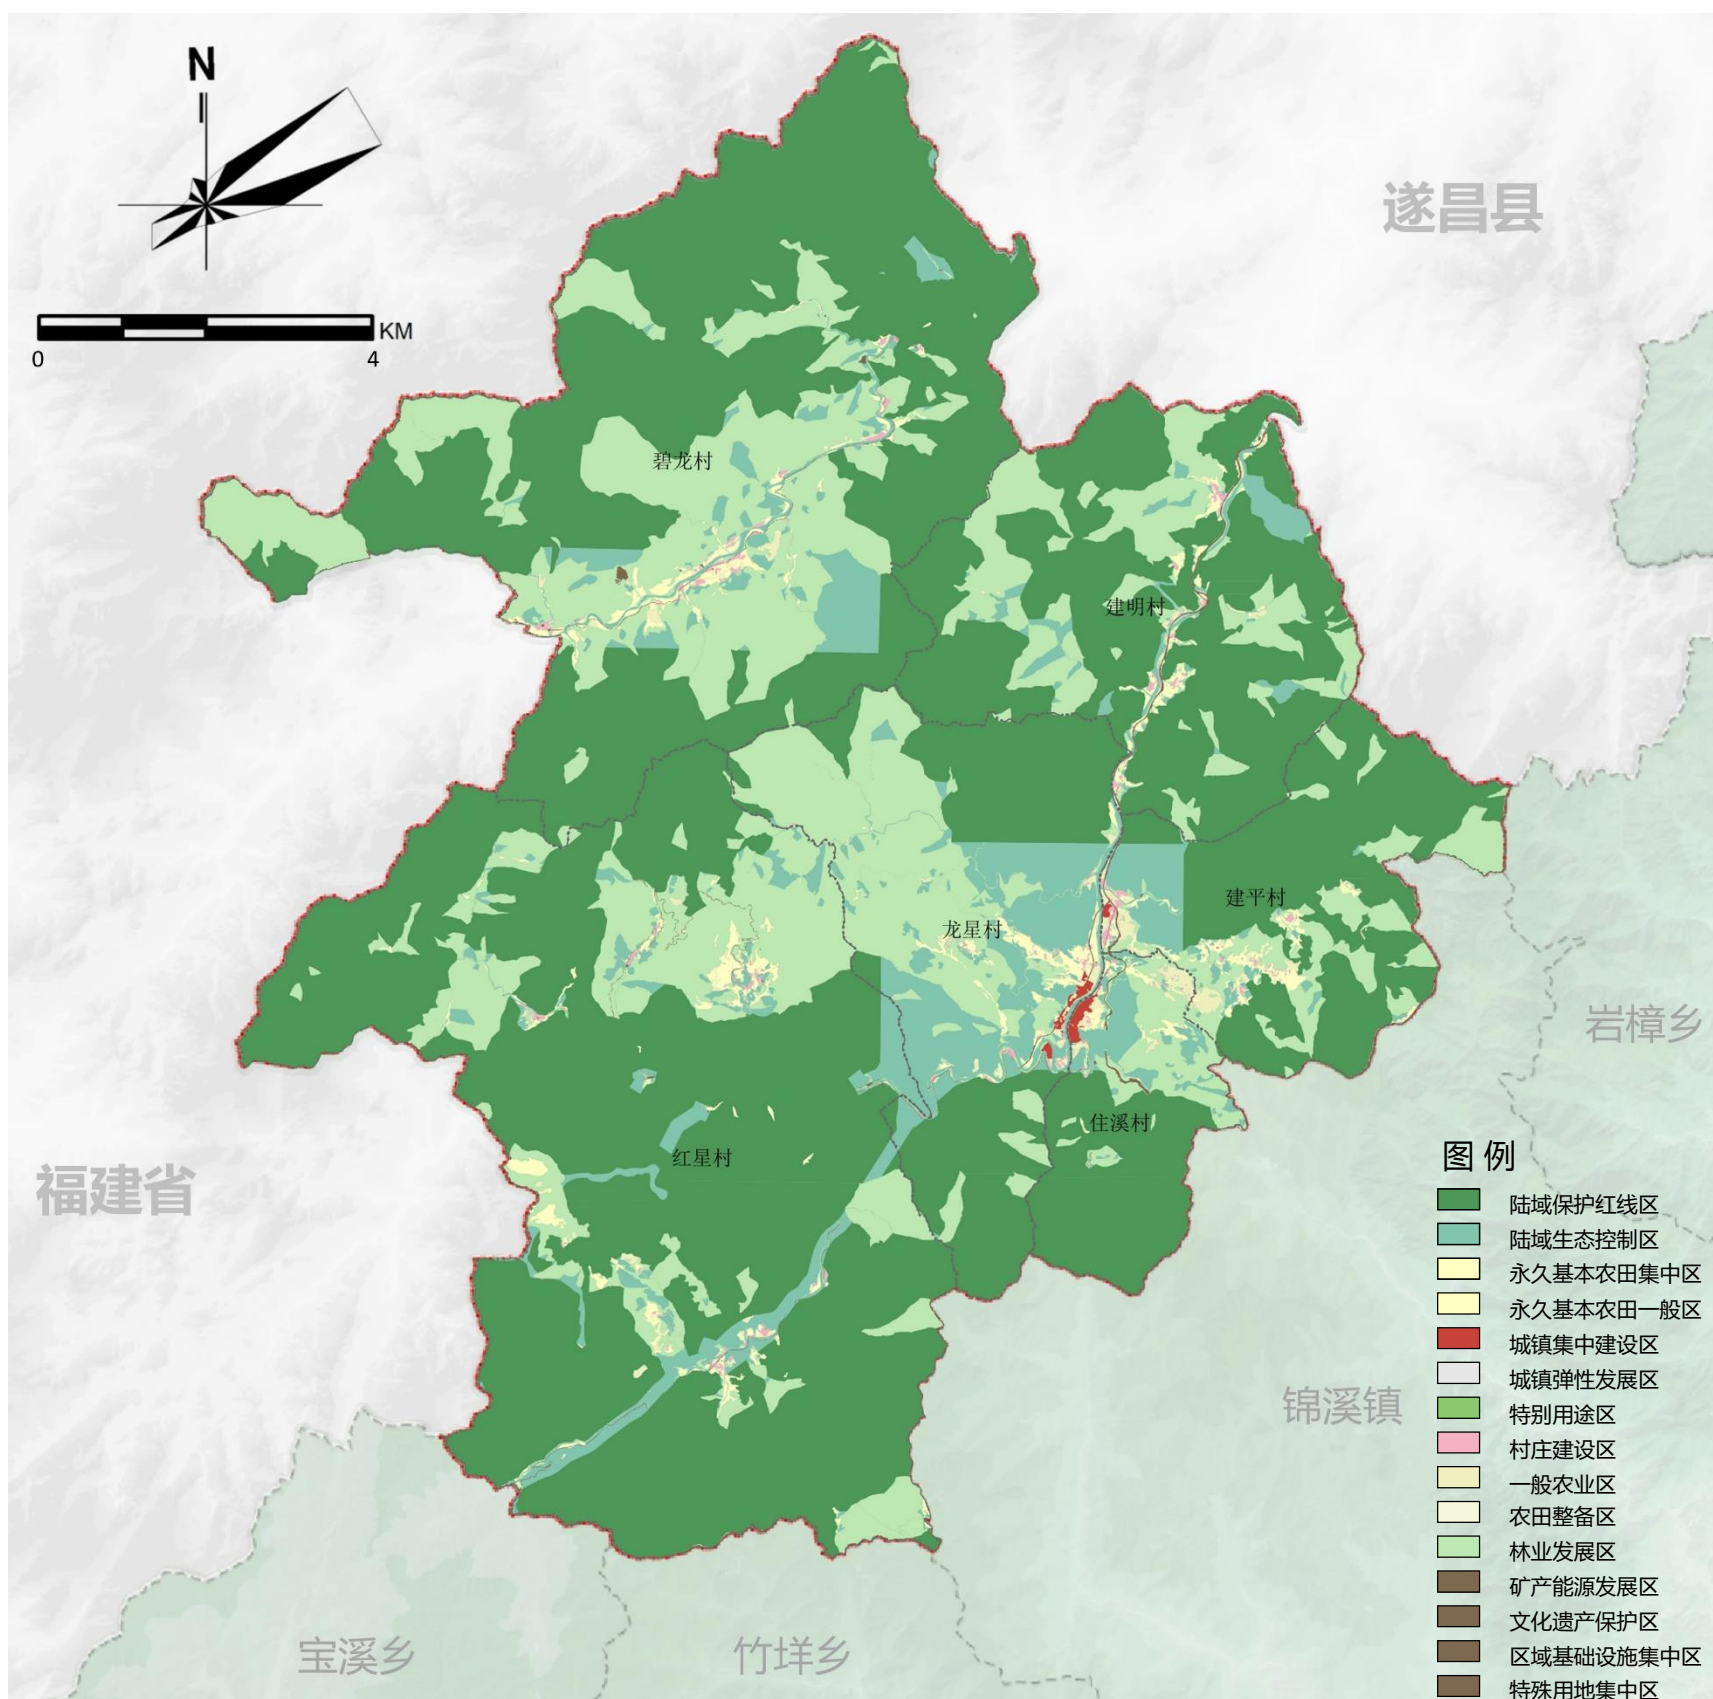 N
KM
0
4
遂昌县
碧龙村
建明村
建平村
龙星村
岩樟乡
住溪村
红星村
福建省
锦溪镇
宝溪乡
竹垟乡
图例
陆域保护红线区
陆域生态控制区
永久基本农田集中区
永久基本农田一般区
城镇集中建设区
城镇弹性发展区
特别用途区
村庄建设区
一般农业区
农田整备区
林业发展区
矿产能源发展区
文化遗产保护区
区域基础设施集中区
特殊用地集中区